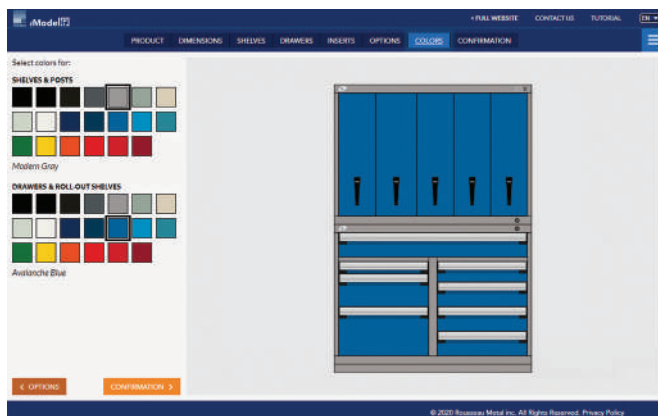 iModel
< FULL WEBSITE CONTACT US TUTORIAL EN
PRODUCT DIMENSIONS SHELVES DRAWERS INSERTS OPTIONS COLORS CONFIRMATION
Select colors for:
SHELVES & POSTS
Modern Gray
DRAWERS & ROLL-OUT SHELVES
Avalanche Blue
< OPTIONS CONFIRMATION >
© 2020 Rousseau Metal inc. All Rights Reserved. Privacy Policy